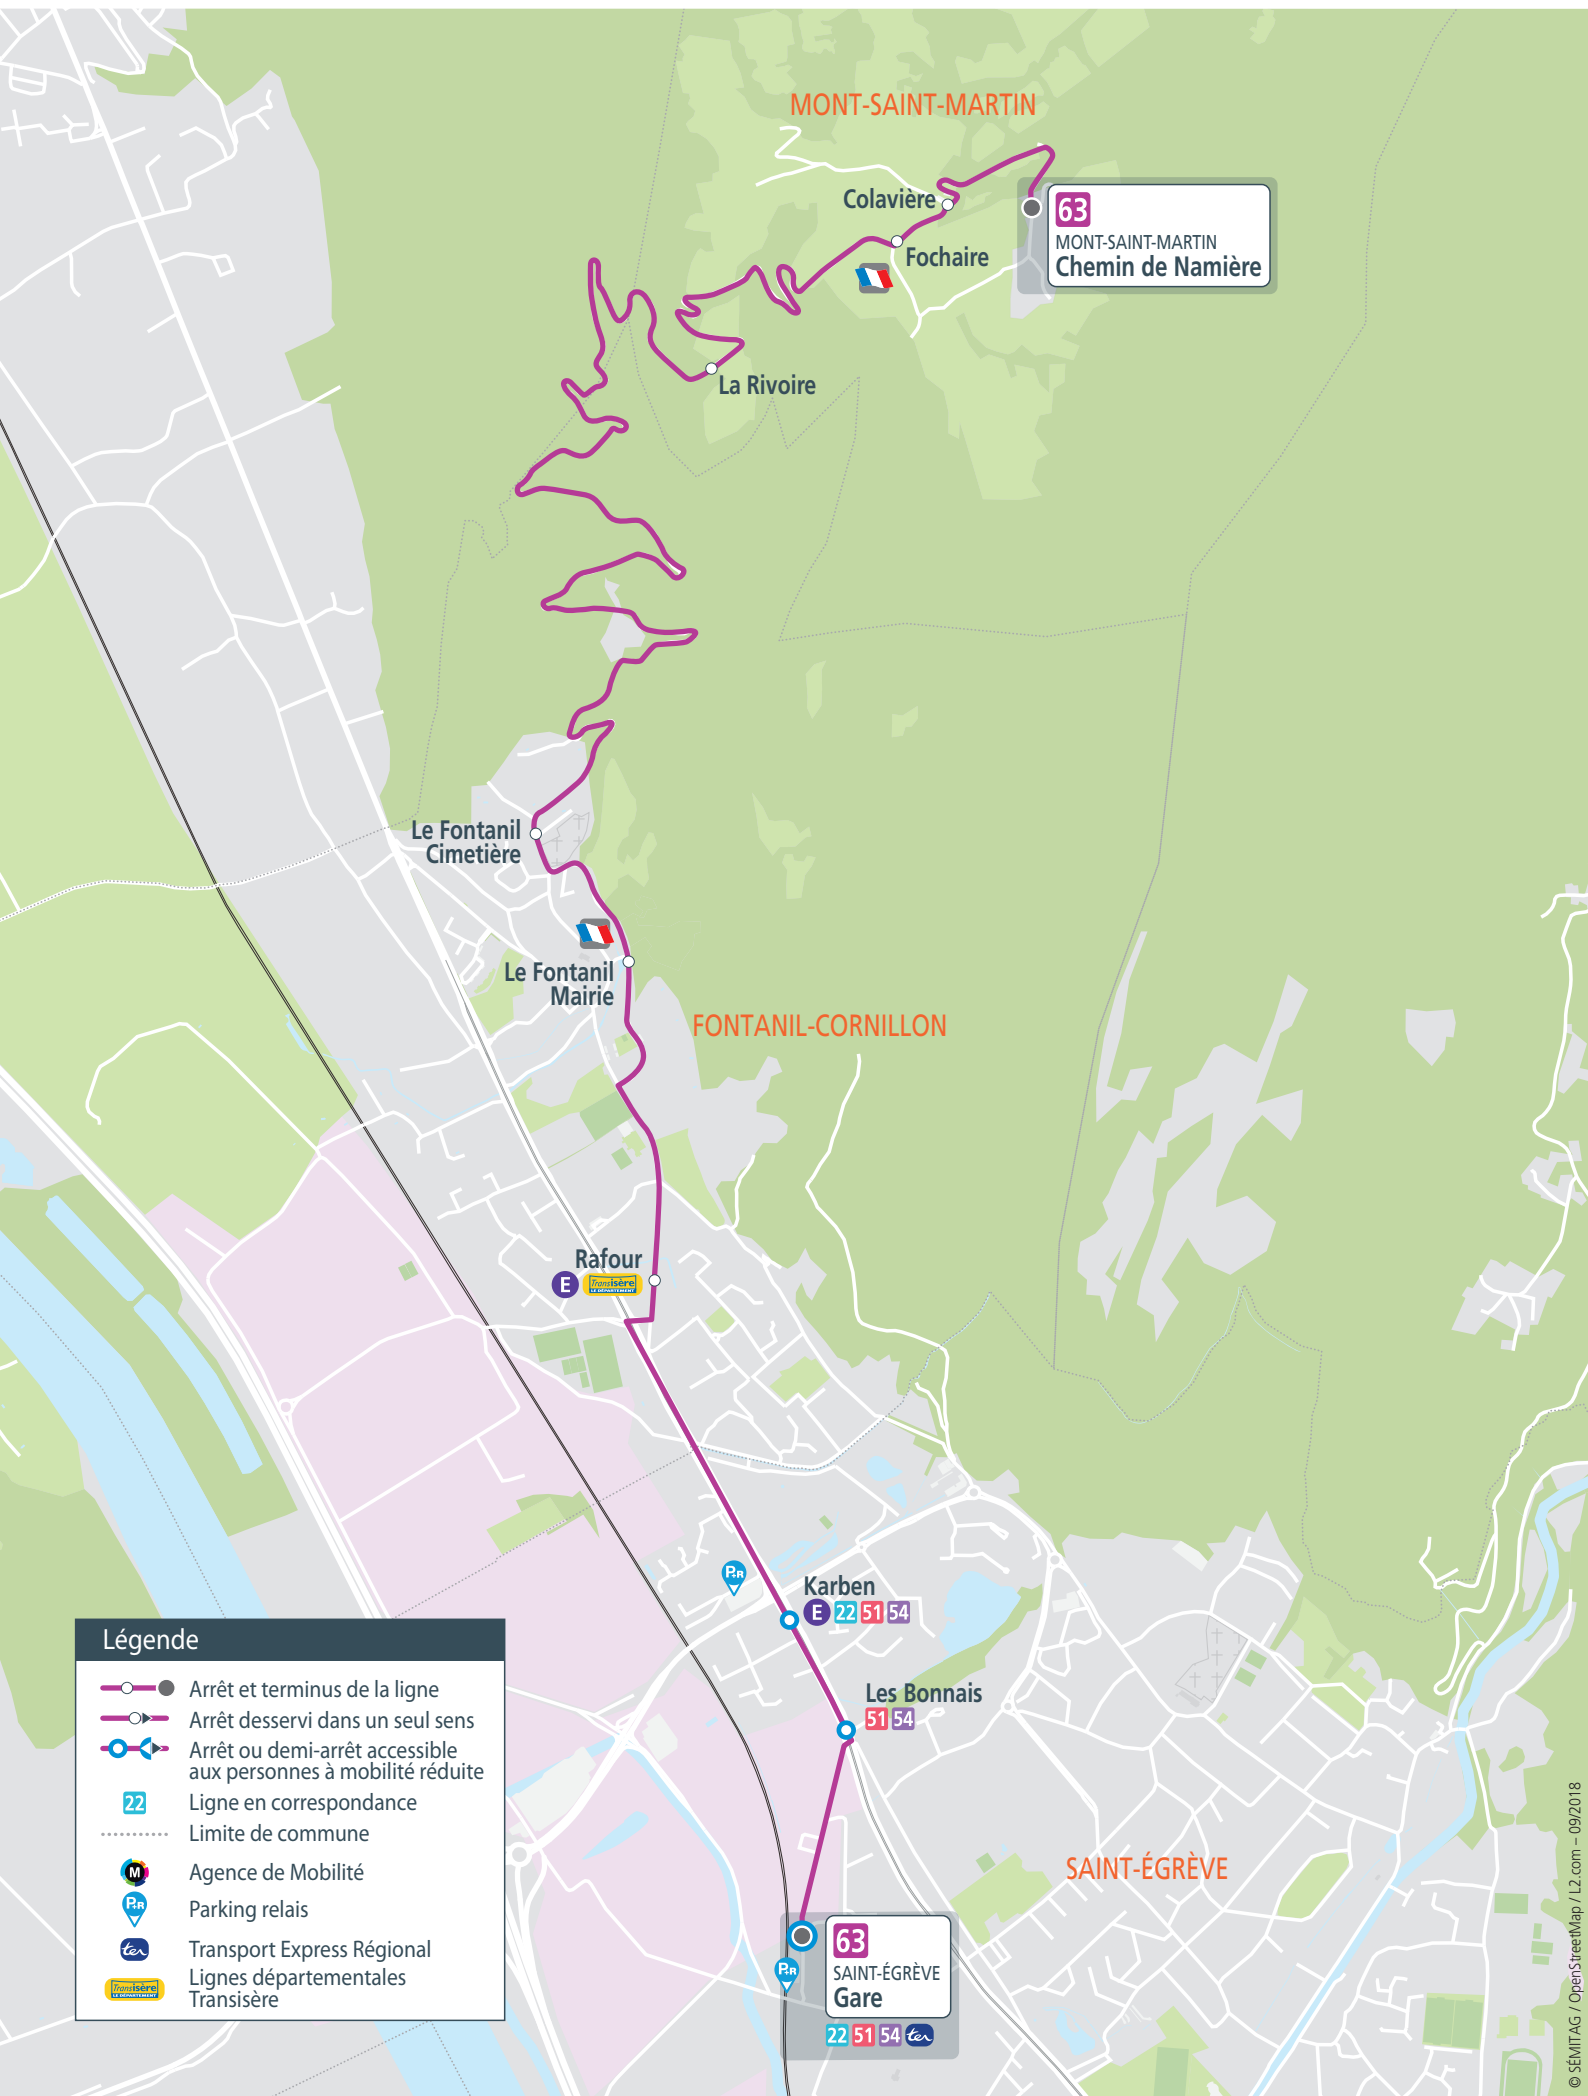 MONT-SAINT-MARTIN
Colavière
63
MONT-SAINT-MARTIN
Chemin de Namière
Fochaire
La Rivoire
Le Fontanil
Cimetière
Le Fontanil
Mairie
FONTANIL-CORNILLON
Rafour
E Transisère
LE DÉPARTEMENT
P+R
Karben
E 22 51 54
Les Bonnais
51 54
SAINT-ÉGRÈVE
63
SAINT-ÉGRÈVE
Gare
P+R
22 51 54 ter
Légende
Arrêt et terminus de la ligne
Arrêt desservi dans un seul sens
Arrêt ou demi-arrêt accessible
aux personnes à mobilité réduite
22 Ligne en correspondance
Limite de commune
M Agence de Mobilité
P+R Parking relais
ter Transport Express Régional
Transisère
LE DÉPARTEMENT
Lignes départementales
Transisère
© SÉMITAG / OpenStreetMap / L2.com – 09/2018